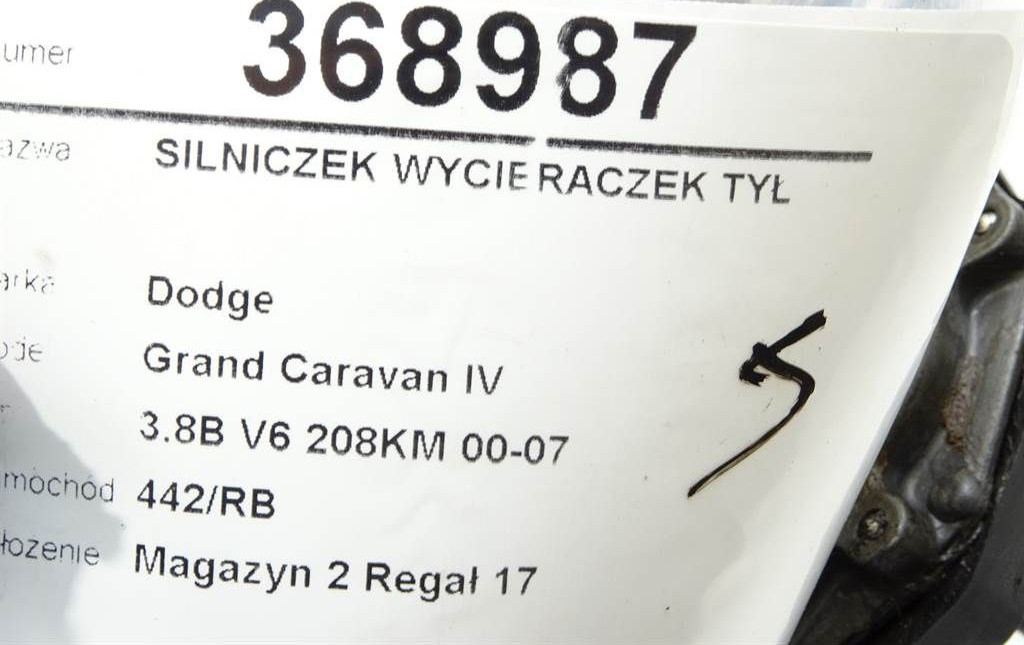 umer 368987
azwa SILNICZEK WYCIERACZEK TYŁ
arka Dodge
Grand Caravan IV
3.8B V6 208KM 00-07
mochód 442/RB
łożenie Magazyn 2 Regał 17
5